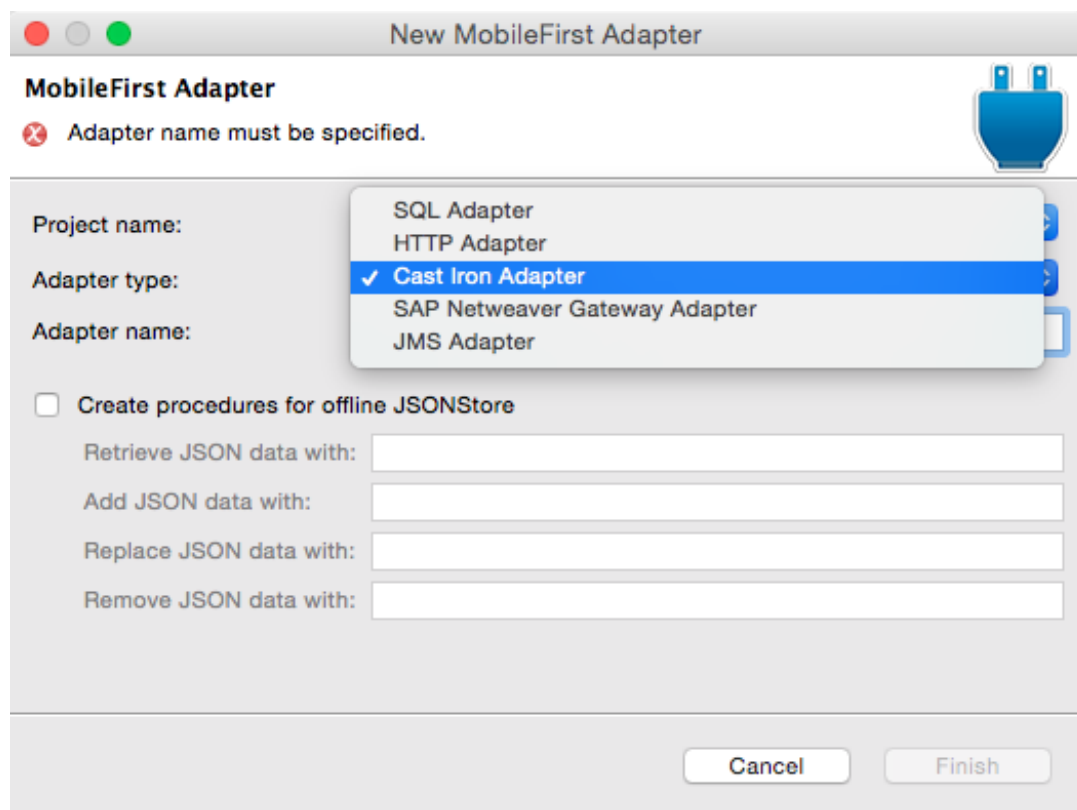 New MobileFirst Adapter
MobileFirst Adapter
Adapter name must be specified.
Project name:
SQL Adapter
HTTP Adapter
Adapter type:
✓ Cast Iron Adapter
SAP Netweaver Gateway Adapter
Adapter name:
JMS Adapter
Create procedures for offline JSONStore
Retrieve JSON data with:
Add JSON data with:
Replace JSON data with:
Remove JSON data with:
Cancel Finish